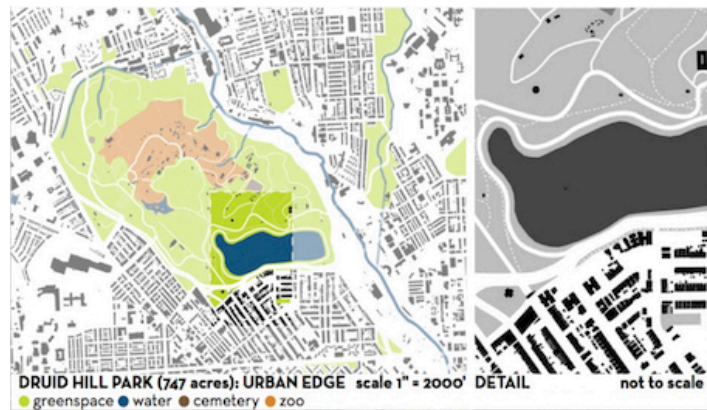 DRUID HILL PARK (747 acres): URBAN EDGE scale 1" = 2000' DETAIL not to scale
greenspace water cemetery zoo